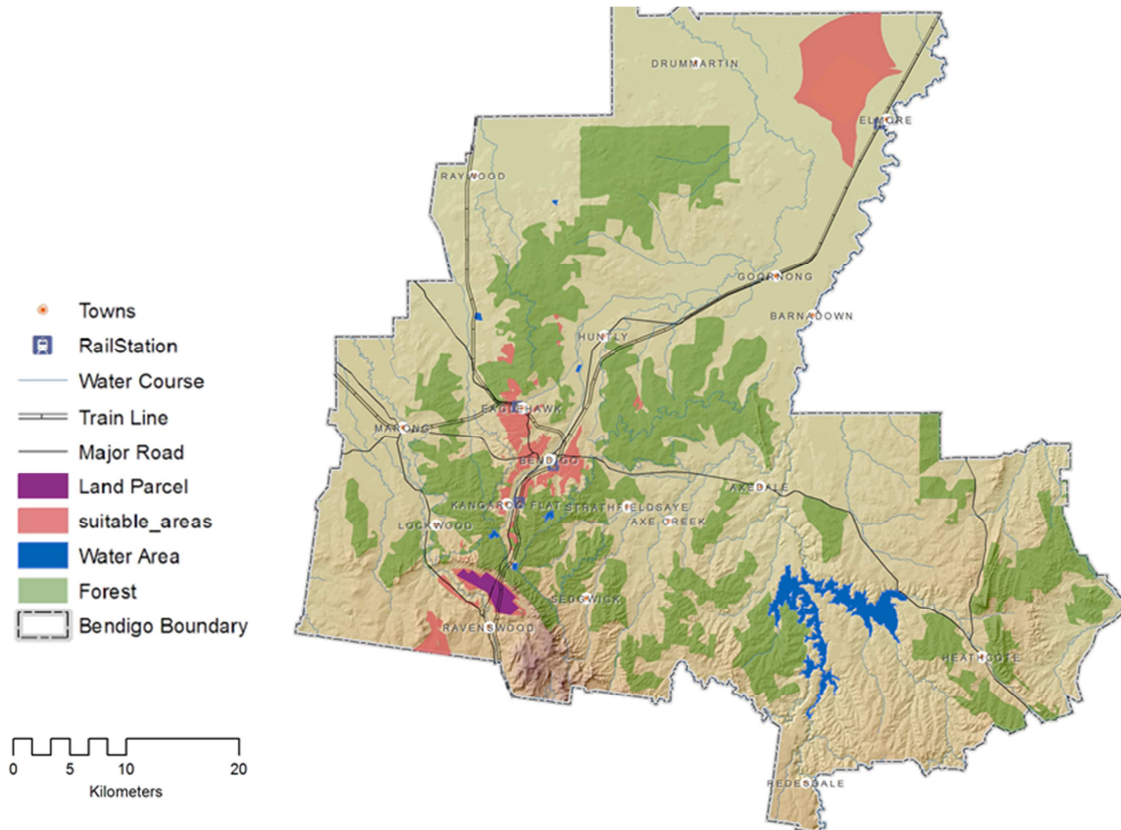 DRUMMARTIN
ELMORE
RAYWOOD
GOORNONG
BARNADOWN
HUNTLY
EAGLEHAWK
MARONG
BENDIGO
AXEDALE
KANGAROO FLAT
STRATHFIELDSAYE
LOCKWOOD
AXE CREEK
SEDGWICK
RAVENSWOOD
HEATHCOTE
REDESDALE
Towns
RailStation
Water Course
Train Line
Major Road
Land Parcel
suitable_areas
Water Area
Forest
Bendigo Boundary
0 5 10 20
Kilometers